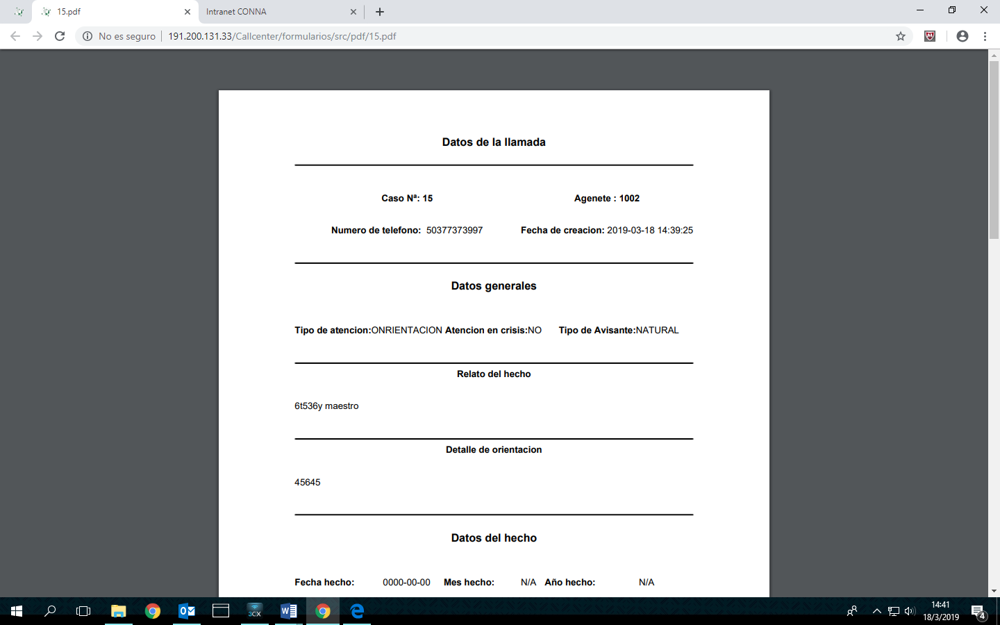 15.pdf
Intranet CONNA
No es seguro
191.200.131.33/Callcenter/formularios/src/pdf/15.pdf
Datos de la llamada
Caso Nª: 15 Agenete : 1002
Numero de telefono: 50377373997 Fecha de creacion: 2019-03-18 14:39:25
Datos generales
Tipo de atencion:ONRIENTACION Atencion en crisis:NO Tipo de Avisante:NATURAL
Relato del hecho
6t536y maestro
Detalle de orientacion
45645
Datos del hecho
Fecha hecho: 0000-00-00 Mes hecho: N/A Año hecho: N/A
3CX
14:41
18/3/2019
4